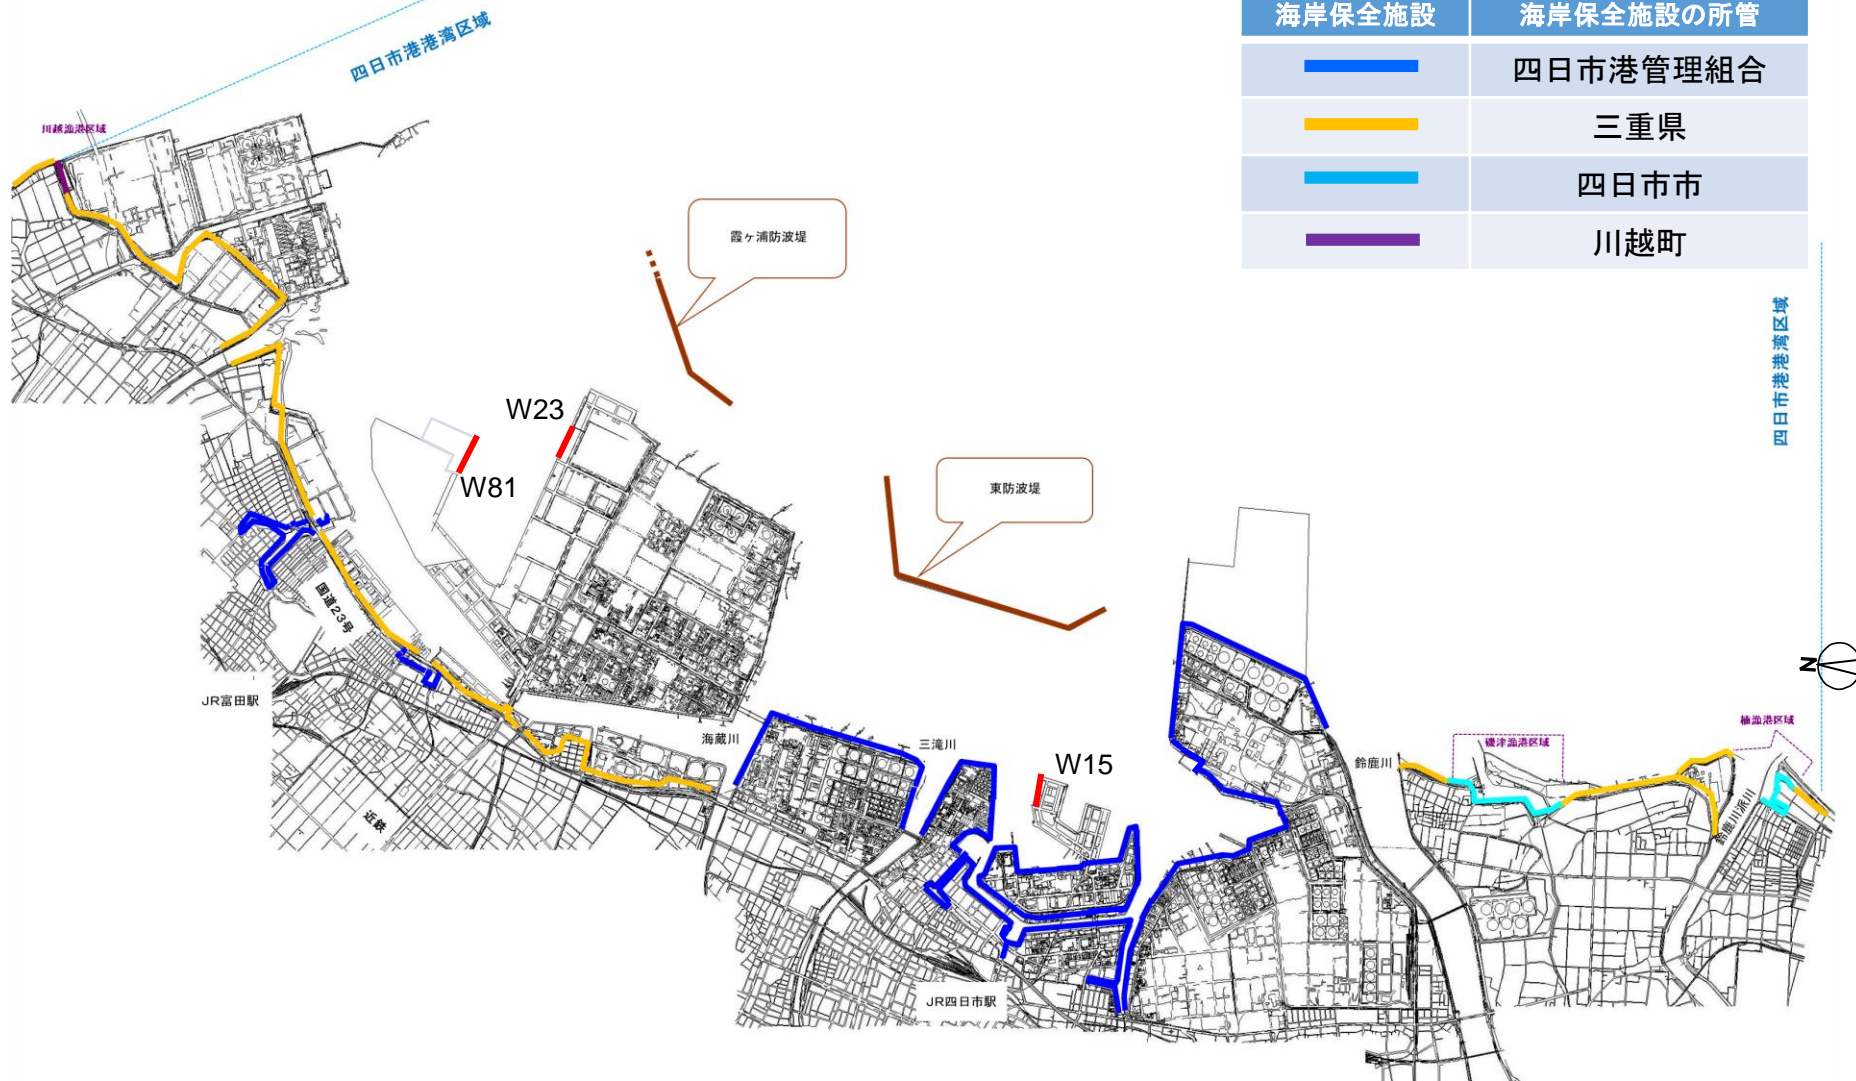 海岸保全施設 海岸保全施設の所管
四日市港管理組合
三重県
四日市市
川越町
四日市港港湾区域
川越漁港区域
霞ヶ浦防波堤
四日市港港湾区域
W23
W81
東防波堤
国道23号
JR富田駅
海蔵川
三滝川
W15
近鉄
JR四日市駅
鈴鹿川
磯津漁港区域
楠漁港区域
鈴鹿川派川
N